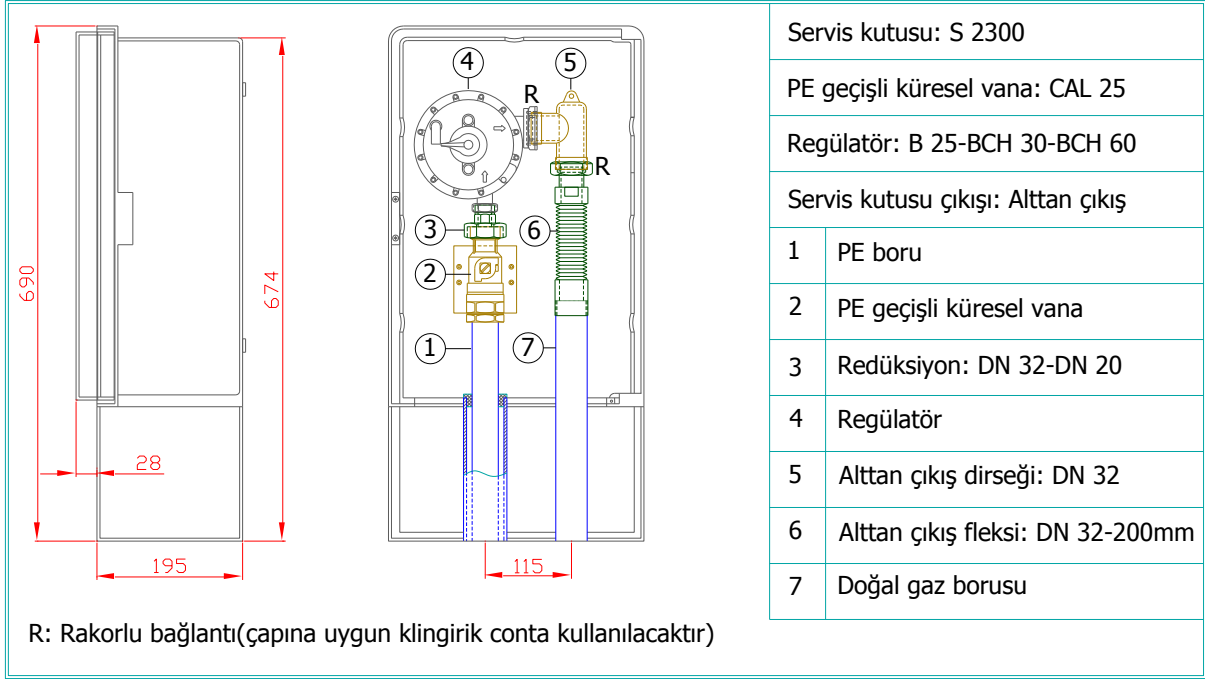 690
674
28
195
115
4
5
R
R
3
6
2
1
7
R: Rakorlu bağlantı(çapına uygun klingirik conta kullanılacaktır)
Servis kutusu: S 2300
PE geçişli küresel vana: CAL 25
Regülatör: B 25-BCH 30-BCH 60
Servis kutusu çıkışı: Alttan çıkış
1 PE boru
2 PE geçişli küresel vana
3 Redüksiyon: DN 32-DN 20
4 Regülatör
5 Alttan çıkış dirseği: DN 32
6 Alttan çıkış fleksi: DN 32-200mm
7 Doğal gaz borusu